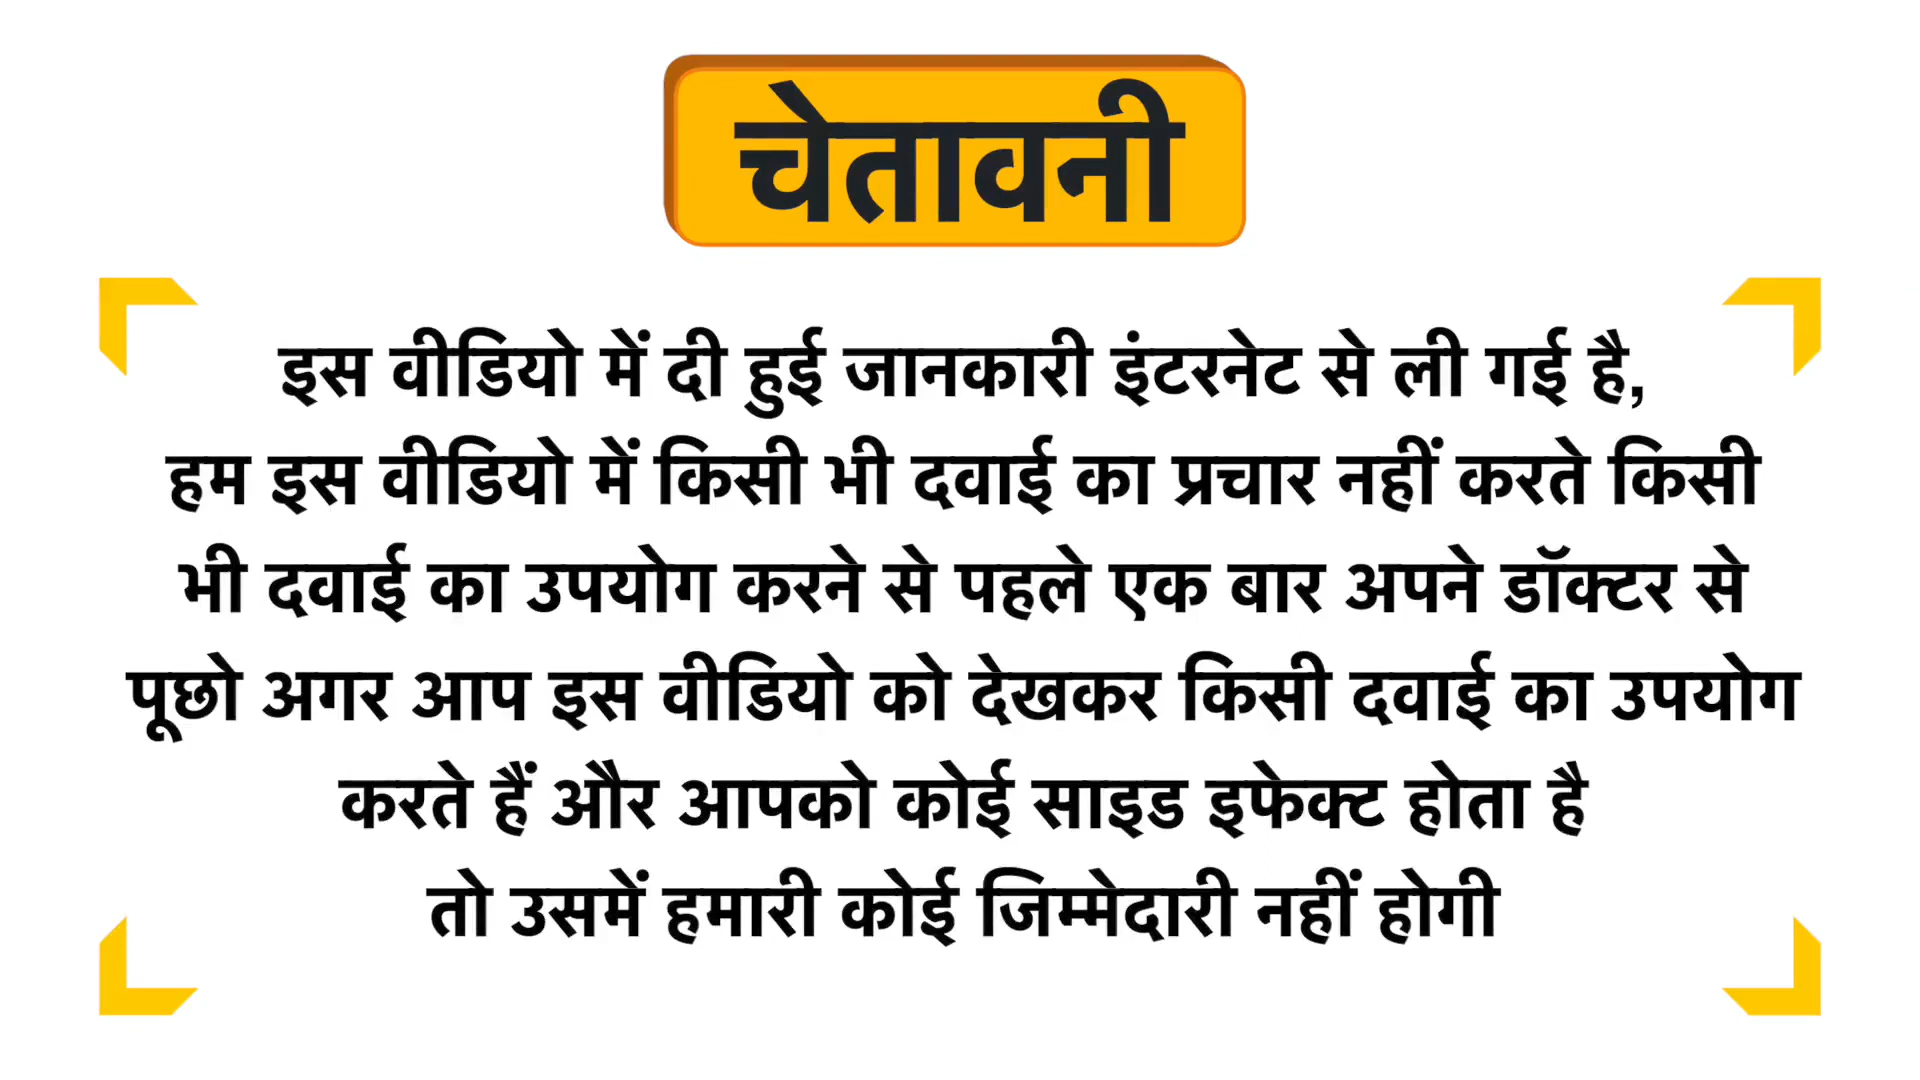 चेतावनी
इस वीडियो में दी हुई जानकारी इंटरनेट से ली गई है,
हम इस वीडियो में किसी भी दवाई का प्रचार नहीं करते किसी
भी दवाई का उपयोग करने से पहले एक बार अपने डॉक्टर से
पूछो अगर आप इस वीडियो को देखकर किसी दवाई का उपयोग
करते हैं और आपको कोई साइड इफेक्ट होता है
तो उसमें हमारी कोई जिम्मेदारी नहीं होगी